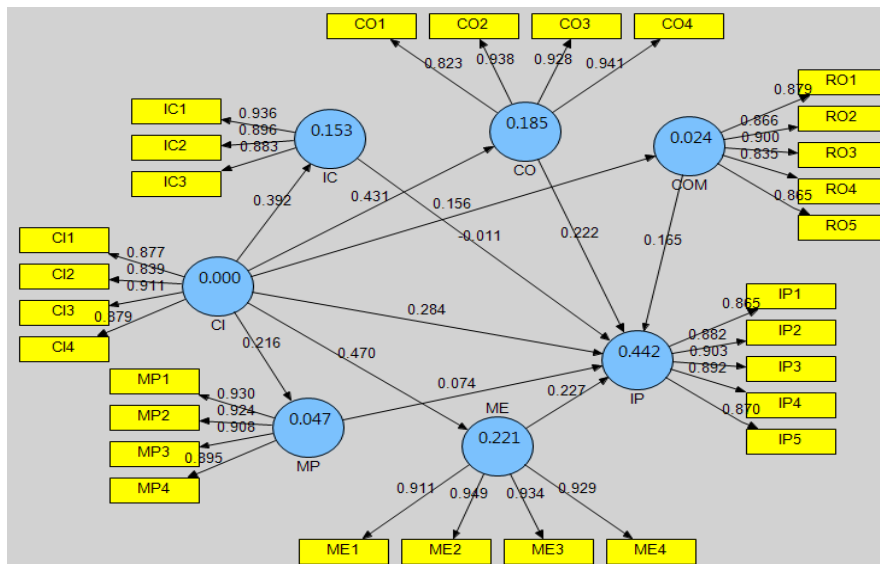 CO1
CO2
CO3
CO4
0.823
0.938
0.928
0.941
IC1
IC2
IC3
0.936
0.896
0.883
0.153
IC
0.185
CO
0.024
COM
RO1
RO2
RO3
RO4
RO5
0.879
0.866
0.900
0.835
0.865
0.392
0.431
0.156
-0.011
0.222
0.165
CI1
CI2
CI3
CI4
0.877
0.839
0.911
0.879
0.000
CI
0.284
0.216
0.470
0.074
0.227
0.442
IP
IP1
IP2
IP3
IP4
IP5
0.865
0.882
0.903
0.892
0.870
MP1
MP2
MP3
MP4
0.930
0.924
0.908
0.895
0.047
MP
ME
0.221
0.911
0.949
0.934
0.929
ME1
ME2
ME3
ME4